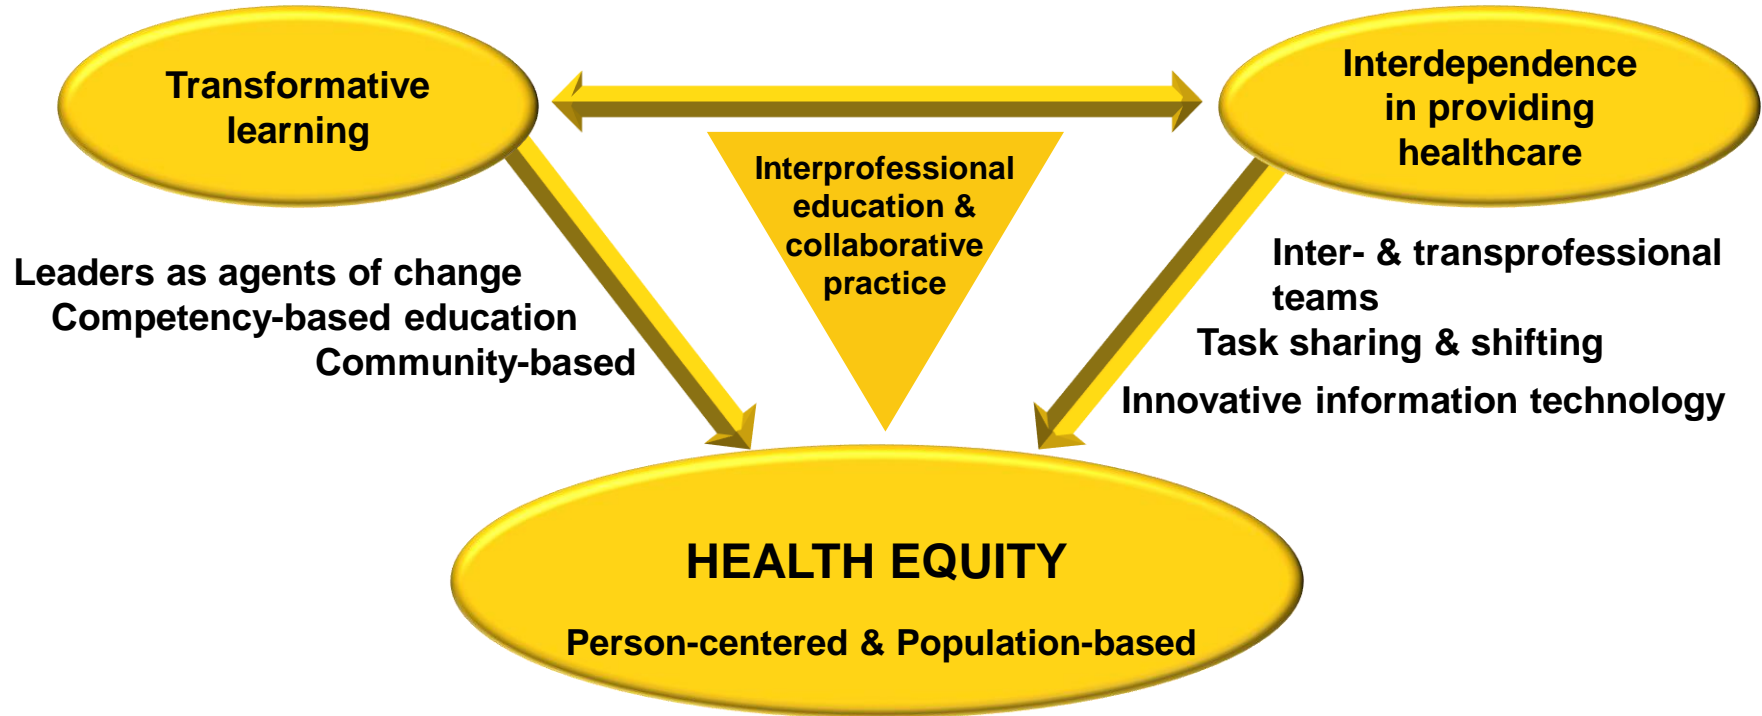 Transformative
learning
Interdependence
in providing
healthcare
Interprofessional
education &
collaborative
practice
Leaders as agents of change
Competency-based education
Community-based
Inter- & transprofessional
teams
Task sharing & shifting
Innovative information technology
HEALTH EQUITY
Person-centered & Population-based